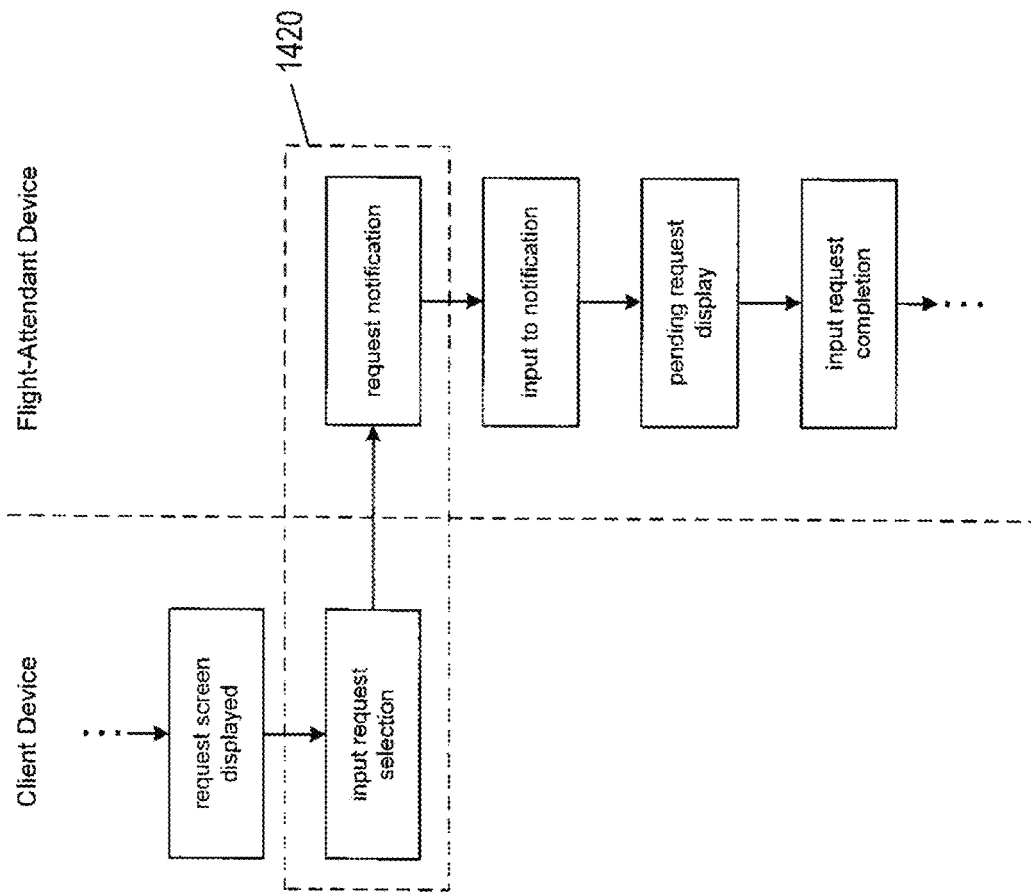 Client Device
Flight-Attendant Device
...
request screen
displayed
input request
selection
request notification
1420
input to notification
pending request
display
input request
completion
...